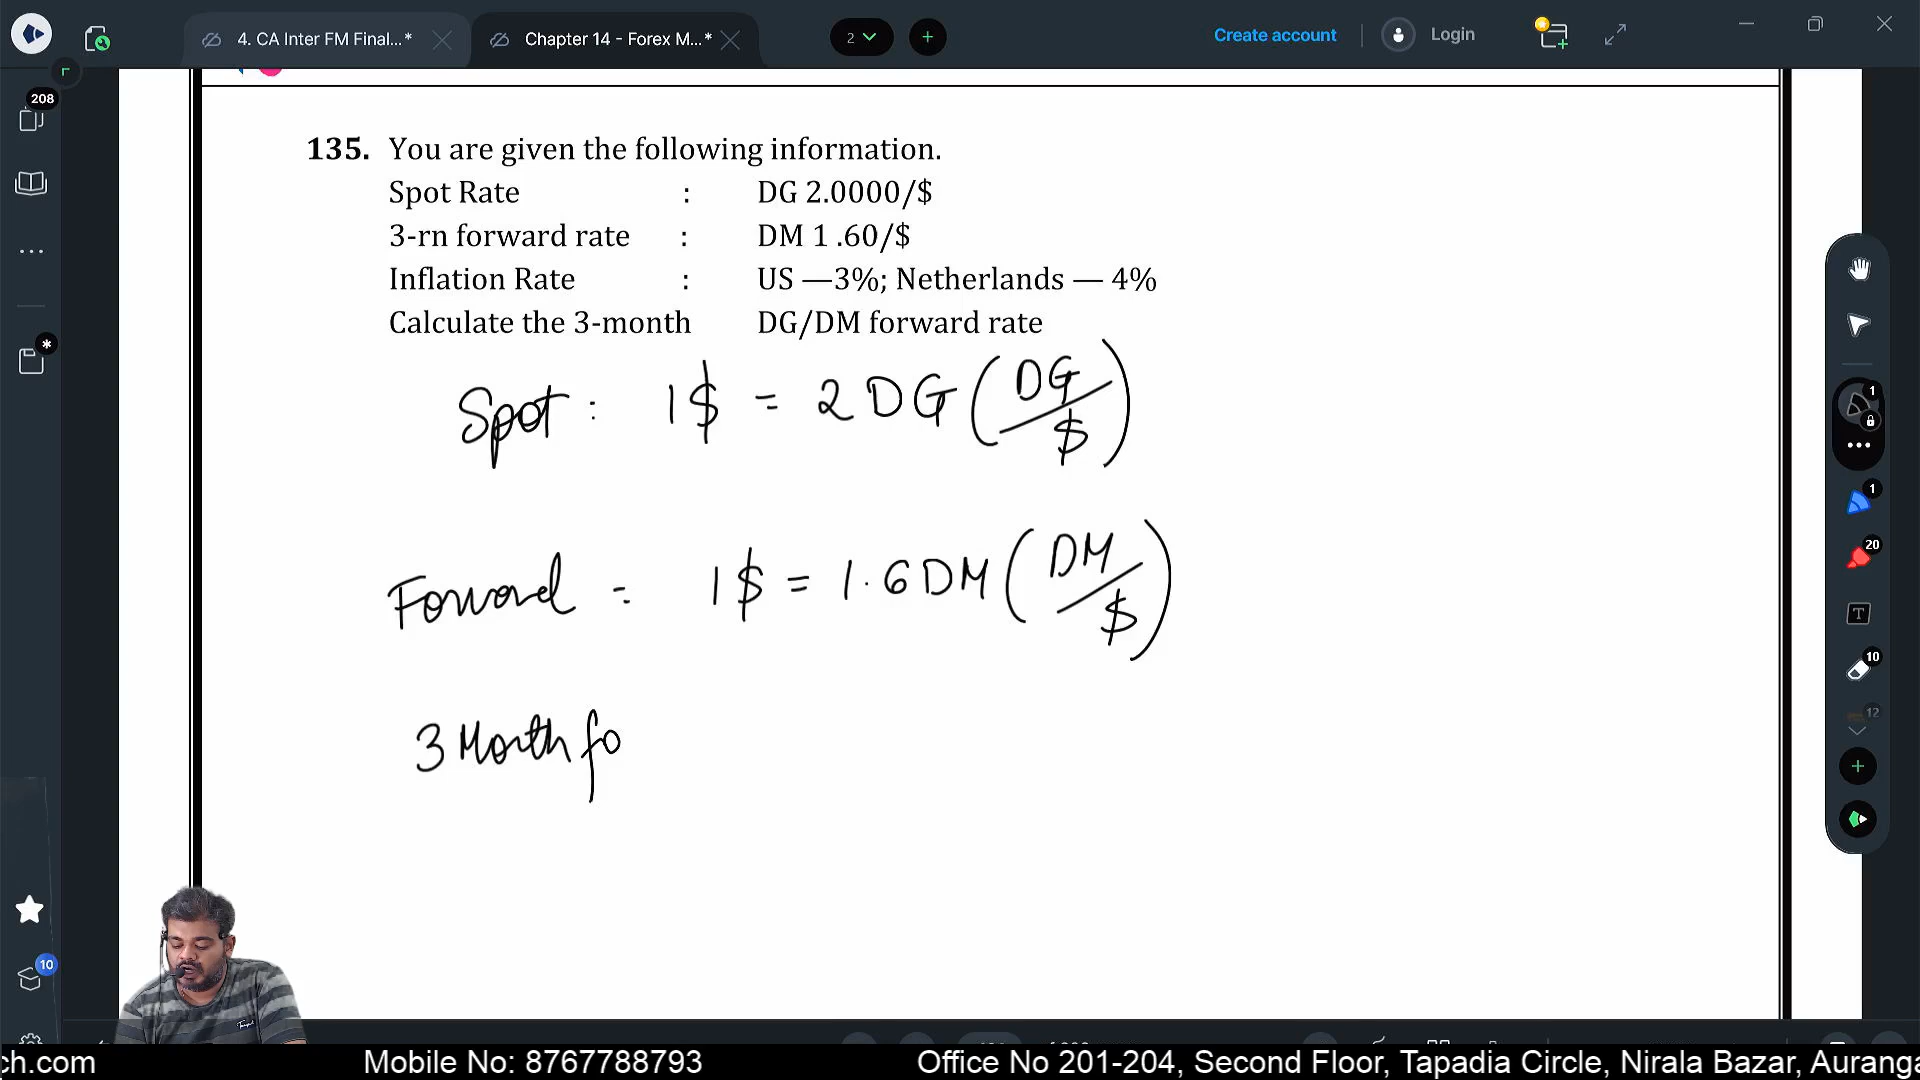 4. CA Inter FM Final...*
Chapter 14 - Forex M...*
2
Create account
Login
208
135. You are given the following information.
Spot Rate : DG 2.0000/$
3-rn forward rate : DM 1 .60/$
Inflation Rate : US —3%; Netherlands — 4%
Calculate the 3-month DG/DM forward rate
Spot : 1$ = 2 DG (DG/$)
Forward = 1$ = 1.6 DM (DM/$)
3 Month fo
1
1
20
T
10
12
10
ch.com Mobile No: 8767788793 Office No 201-204, Second Floor, Tapadia Circle, Nirala Bazar, Auranga